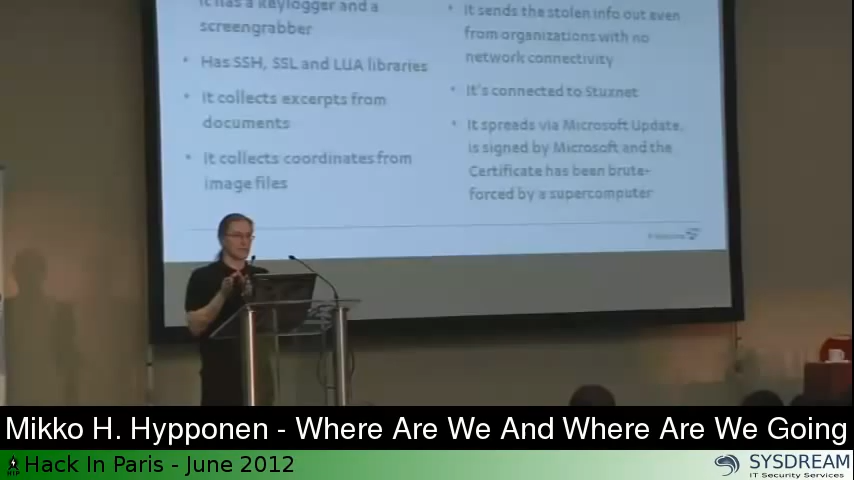 It has a keylogger and a
screengrabber
• Has SSH, SSL and LUA libraries
• It collects excerpts from
documents
• It collects coordinates from
image files
• It sends the stolen info out even
from organizations with no
network connectivity
• It's connected to Stuxnet
• It spreads via Microsoft Update,
is signed by Microsoft and the
Certificate has been brute-
forced by a supercomputer
Mikko H. Hypponen - Where Are We And Where Are We Going
HIP
Hack In Paris - June 2012
SYSDREAM
IT Security Services